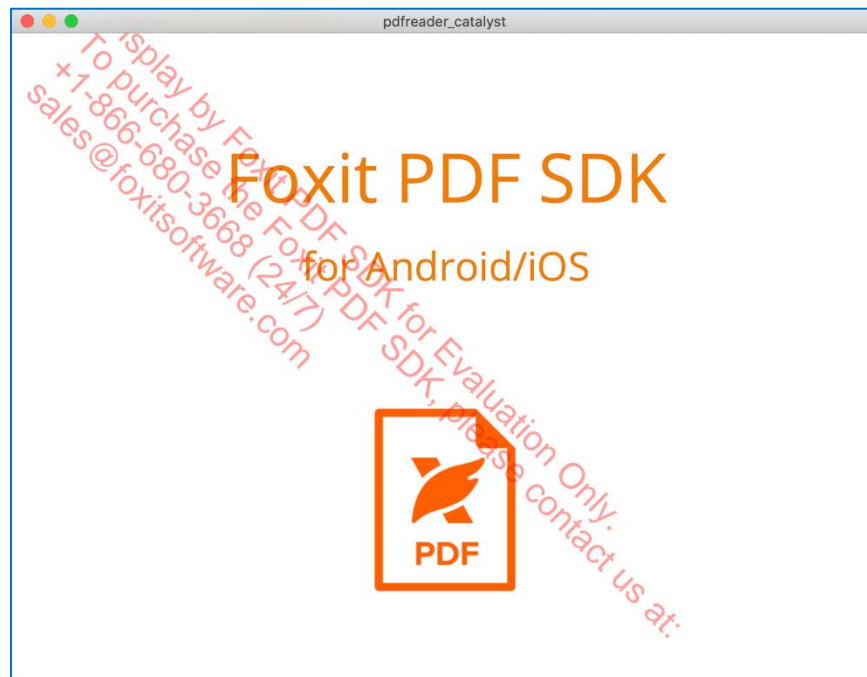 pdfreader_catalyst
Foxit PDF SDK
for Android/iOS
PDF
by Foxit PDF SDK for Evaluation Only.
To purchase the Foxit PDF SDK, please contact us at:
+1-866-680-3668 (24/7)
sales@foxitsoftware.com